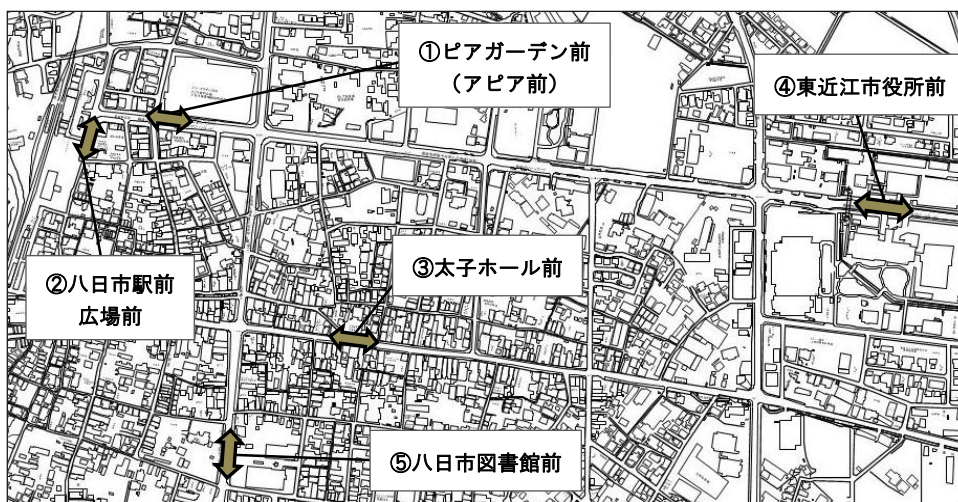 ①ピアガーデン前
（アピア前）
④東近江市役所前
②八日市駅前
広場前
③太子ホール前
⑤八日市図書館前